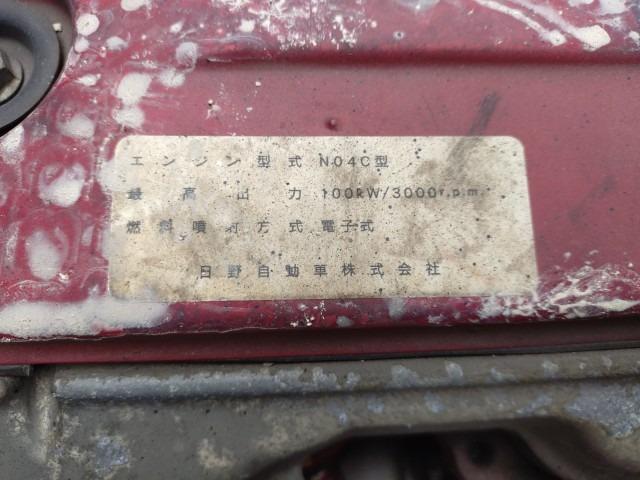 エンジン型式 N04C型
最高出力 100kW/3000r.p.m.
燃料噴射方式 電子式
日野自動車株式会社